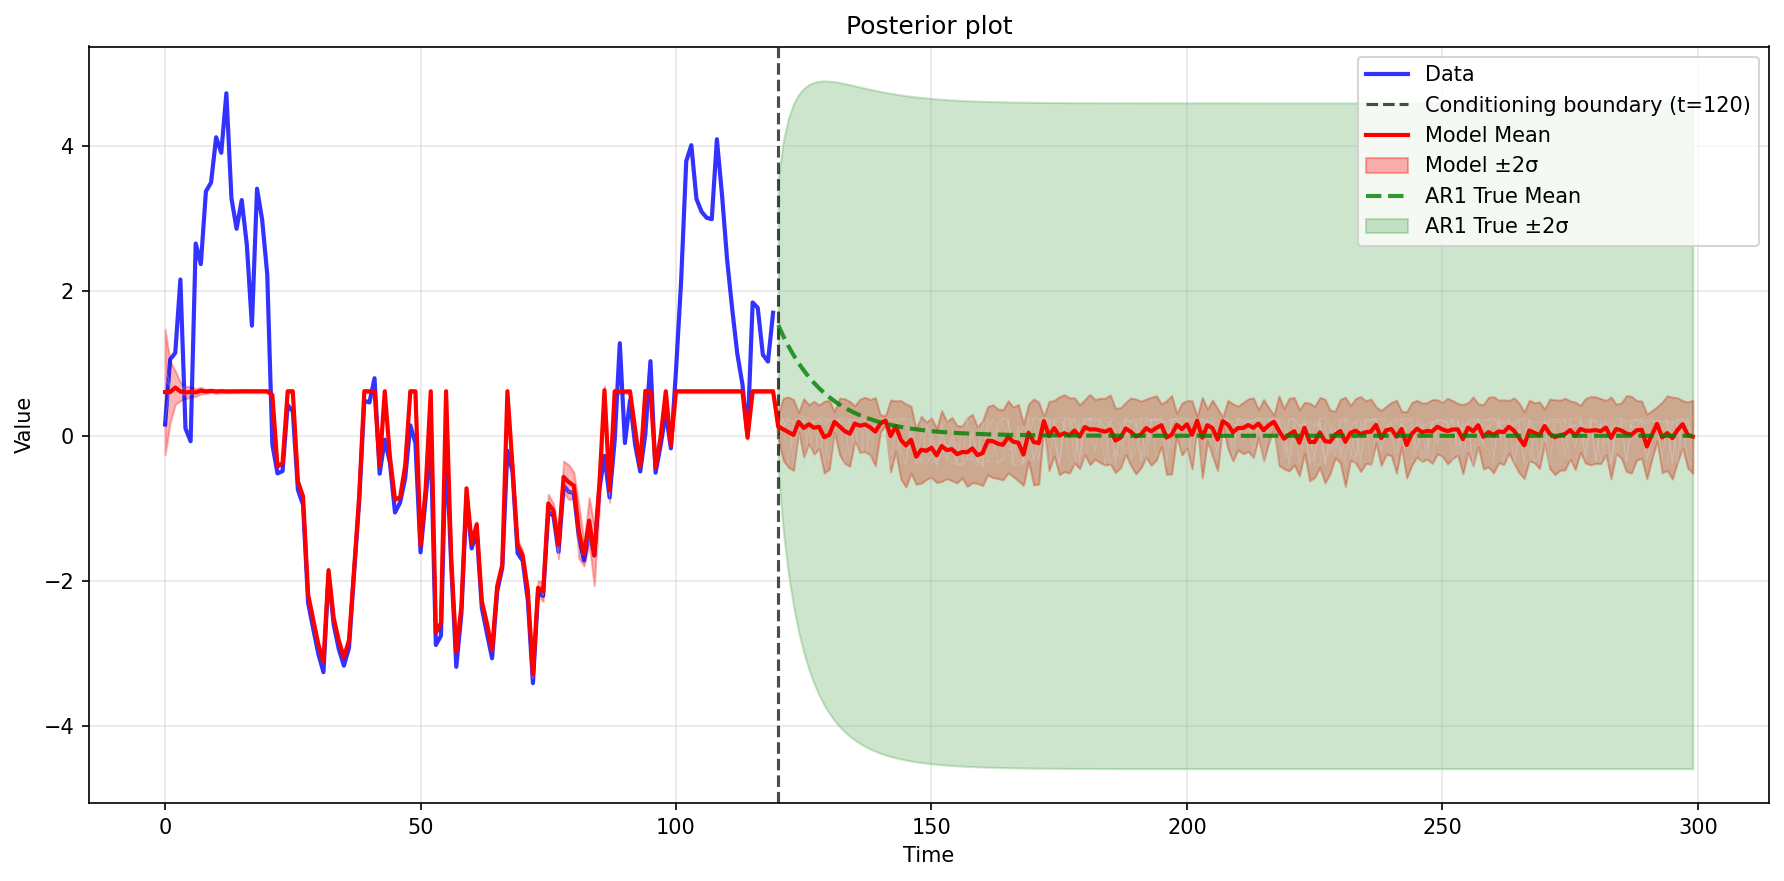 Posterior plot
Value
4
2
0
−2
−4
0
50
100
150
200
250
300
Time
Data
Conditioning boundary (t=120)
Model Mean
Model ±2σ
AR1 True Mean
AR1 True ±2σ